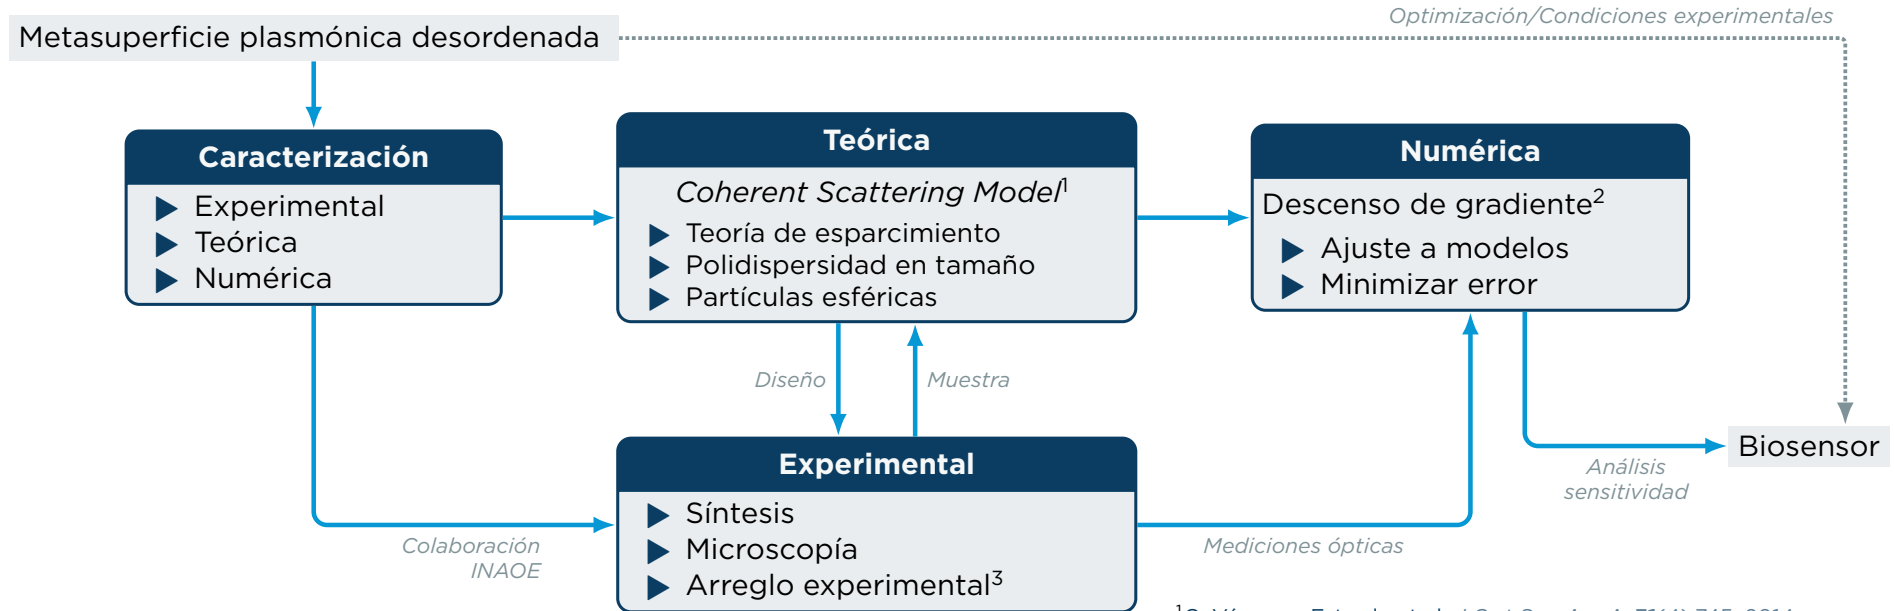 Optimización/Condiciones experimentales
Metasuperficie plasmónica desordenada
Caracterización
▶ Experimental
▶ Teórica
▶ Numérica
Teórica
Coherent Scattering Model¹
▶ Teoría de esparcimiento
▶ Polidispersidad en tamaño
▶ Partículas esféricas
Numérica
Descenso de gradiente²
▶ Ajuste a modelos
▶ Minimizar error
Diseño
Muestra
Biosensor
Análisis
sensitividad
Experimental
▶ Síntesis
▶ Microscopía
▶ Arreglo experimental³
Colaboración
INAOE
Mediciones ópticas